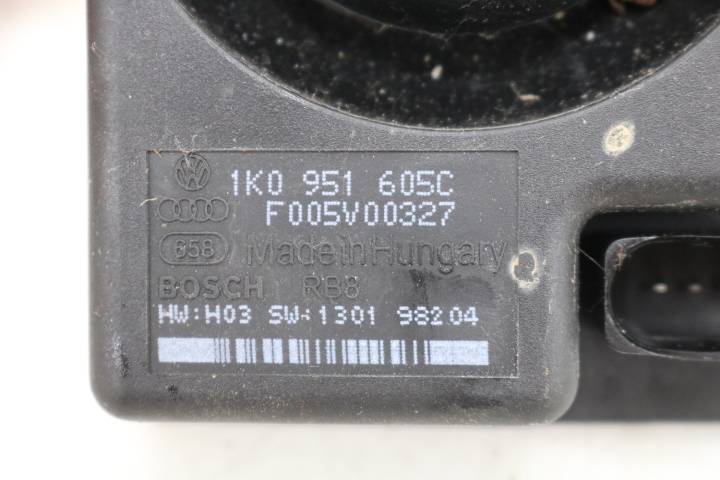 1K0 951 605C
F005V00327
658 Made in Hungary
BOSCH RB8
HW:H03 SW:1301 98204